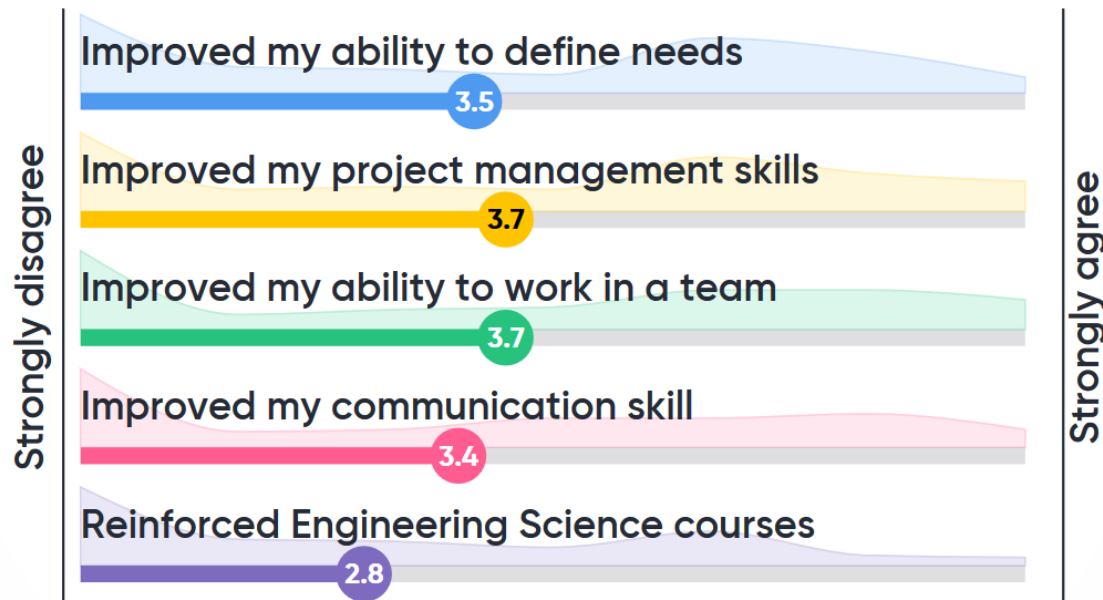 Strongly disagree
Improved my ability to define needs
3.5
Improved my project management skills
3.7
Improved my ability to work in a team
3.7
Improved my communication skill
3.4
Reinforced Engineering Science courses
2.8
Strongly agree